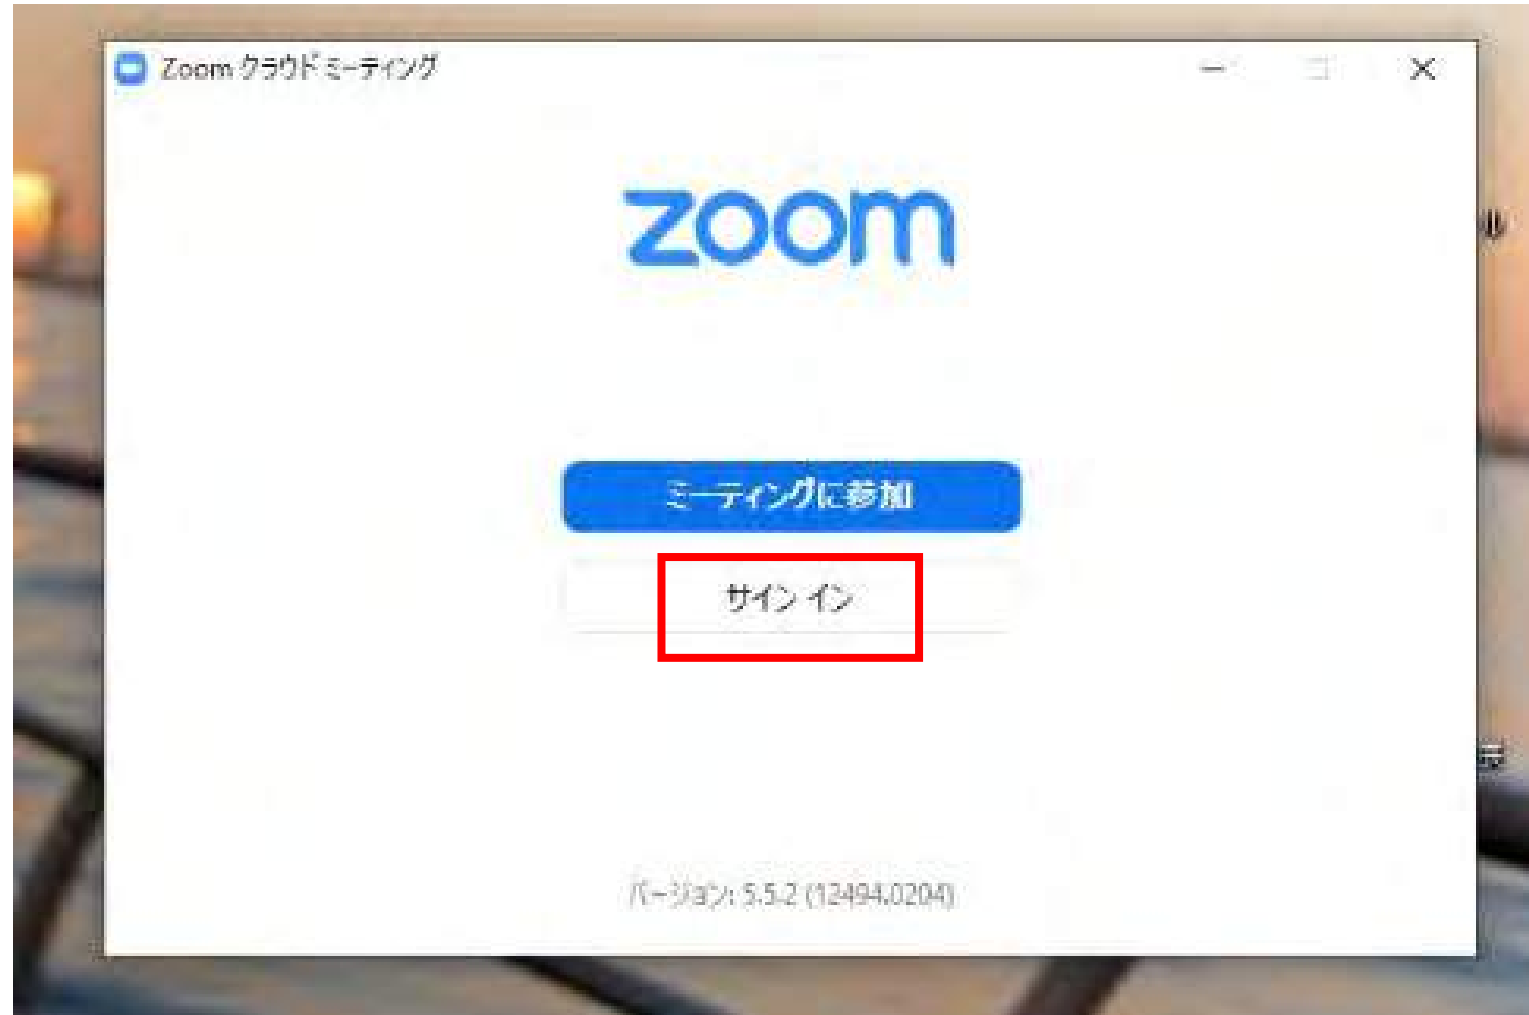 Zoom クラウド ミーティング
zoom
ミーティングに参加
サイン イン
バージョン: 5.5.2 (12494.0204)